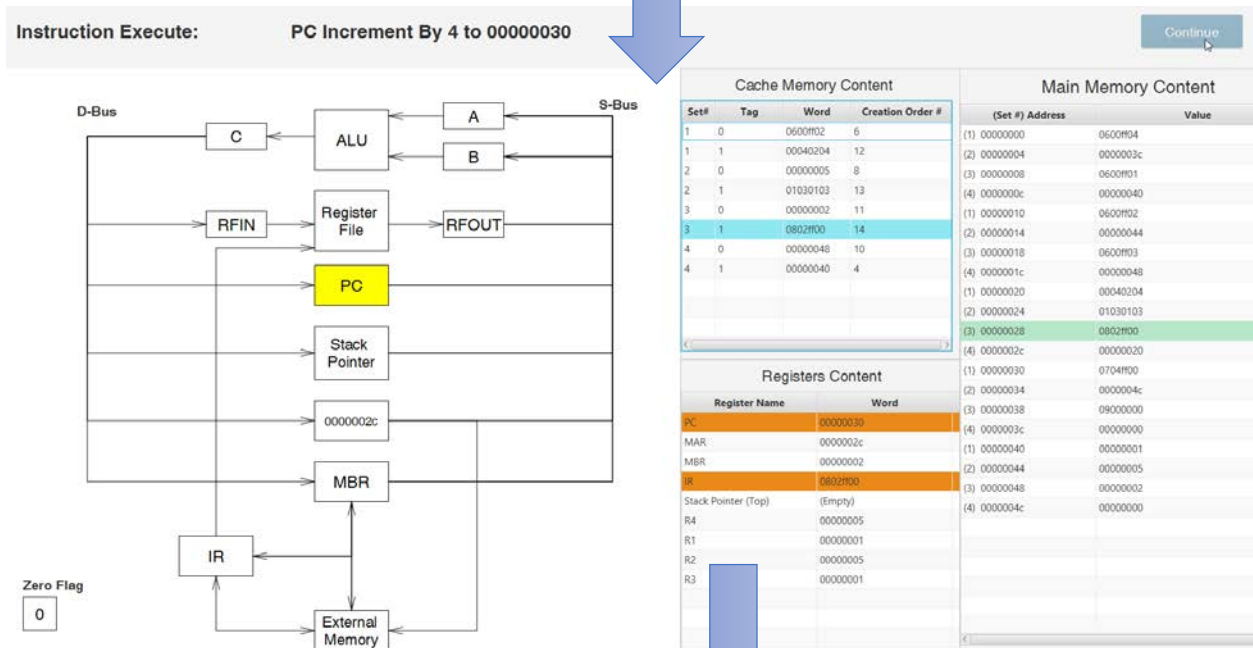 Instruction Execute: PC Increment By 4 to 00000030
Continue
D-Bus
S-Bus
A
B
C
ALU
RFIN
Register
File
RFOUT
PC
Stack
Pointer
0000002c
MBR
IR
External
Memory
Zero Flag
0
Cache Memory Content
Set# Tag Word Creation Order #
1 0 0600ff02 6
1 1 00040204 12
2 0 00000005 8
2 1 01030103 13
3 0 00000002 11
3 1 0802ff00 14
4 0 00000048 10
4 1 00000040 4
Registers Content
Register Name Word
PC 00000030
MAR 0000002c
MBR 00000002
IR 0802ff00
Stack Pointer (Top) (Empty)
R4 00000005
R1 00000001
R2 00000005
R3 00000001
Main Memory Content
(Set #) Address Value
(1) 00000000 0600ff04
(2) 00000004 0000003c
(3) 00000008 0600ff01
(4) 0000000c 00000040
(1) 00000010 0600ff02
(2) 00000014 00000044
(3) 00000018 0600ff03
(4) 0000001c 00000048
(1) 00000020 00040204
(2) 00000024 01030103
(3) 00000028 0802ff00
(4) 0000002c 00000020
(1) 00000030 0704ff00
(2) 00000034 0000004c
(3) 00000038 09000000
(4) 0000003c 00000000
(1) 00000040 00000001
(2) 00000044 00000005
(3) 00000048 00000002
(4) 0000004c 00000000